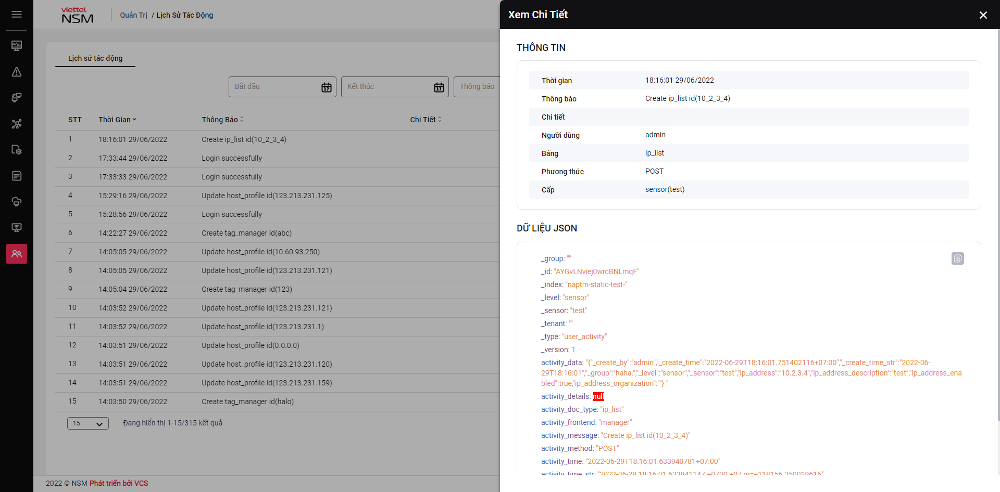 viettel
NSM
Quản Trị / Lịch Sử Tác Động
Lịch sử tác động
Bắt đầu
Kết thúc
Thông báo
STT Thời Gian Thông Báo Chi Tiết
1 18:16:01 29/06/2022 Create ip_list id(10_2_3_4)
2 17:33:44 29/06/2022 Login successfully
3 17:33:33 29/06/2022 Login successfully
4 15:29:16 29/06/2022 Update host_profile id(123.213.231.125)
5 15:28:56 29/06/2022 Login successfully
6 14:22:27 29/06/2022 Create tag_manager id(abc)
7 14:05:05 29/06/2022 Update host_profile id(10.60.93.250)
8 14:05:05 29/06/2022 Update host_profile id(123.213.231.121)
9 14:05:04 29/06/2022 Create tag_manager id(123)
10 14:03:52 29/06/2022 Update host_profile id(123.213.231.121)
11 14:03:52 29/06/2022 Update host_profile id(123.213.231.1)
12 14:03:51 29/06/2022 Update host_profile id(0.0.0.0)
13 14:03:51 29/06/2022 Update host_profile id(123.213.231.120)
14 14:03:51 29/06/2022 Update host_profile id(123.213.231.159)
15 14:03:50 29/06/2022 Create tag_manager id(halo)
15 Đang hiển thị 1-15/315 kết quả
2022 © NSM Phát triển bởi VCS
Xem Chi Tiết
THÔNG TIN
Thời gian 18:16:01 29/06/2022
Thông báo Create ip_list id(10_2_3_4)
Chi tiết
Người dùng admin
Bảng ip_list
Phương thức POST
Cấp sensor(test)
DỮ LIỆU JSON
_group: ""
_id: "AYGvLNviej0wrcBNLmqF"
_index: "naptm-static-test-"
_level: "sensor"
_sensor: "test"
_tenant: ""
_type: "user_activity"
_version: 1
activity_data: "{"_create_by":"admin","_create_time":"2022-06-29T18:16:01.751402116+07:00","_create_time_str":"2022-06-
29T18:16:01","_group":"haha.","_level":"sensor","_sensor":"test","ip_address":"10.2.3.4","ip_address_description":"test","ip_address_ena
bled":true,"ip_address_organization":""} "
activity_details: null
activity_doc_type: "ip_list"
activity_frontend: "manager"
activity_message: "Create ip_list id(10_2_3_4)"
activity_method: "POST"
activity_time: "2022-06-29T18:16:01.633940781+07:00"
activity_time_str: "2022-06-29 18:16:01.633941147 +0700 +07 m=+118156.350019616"